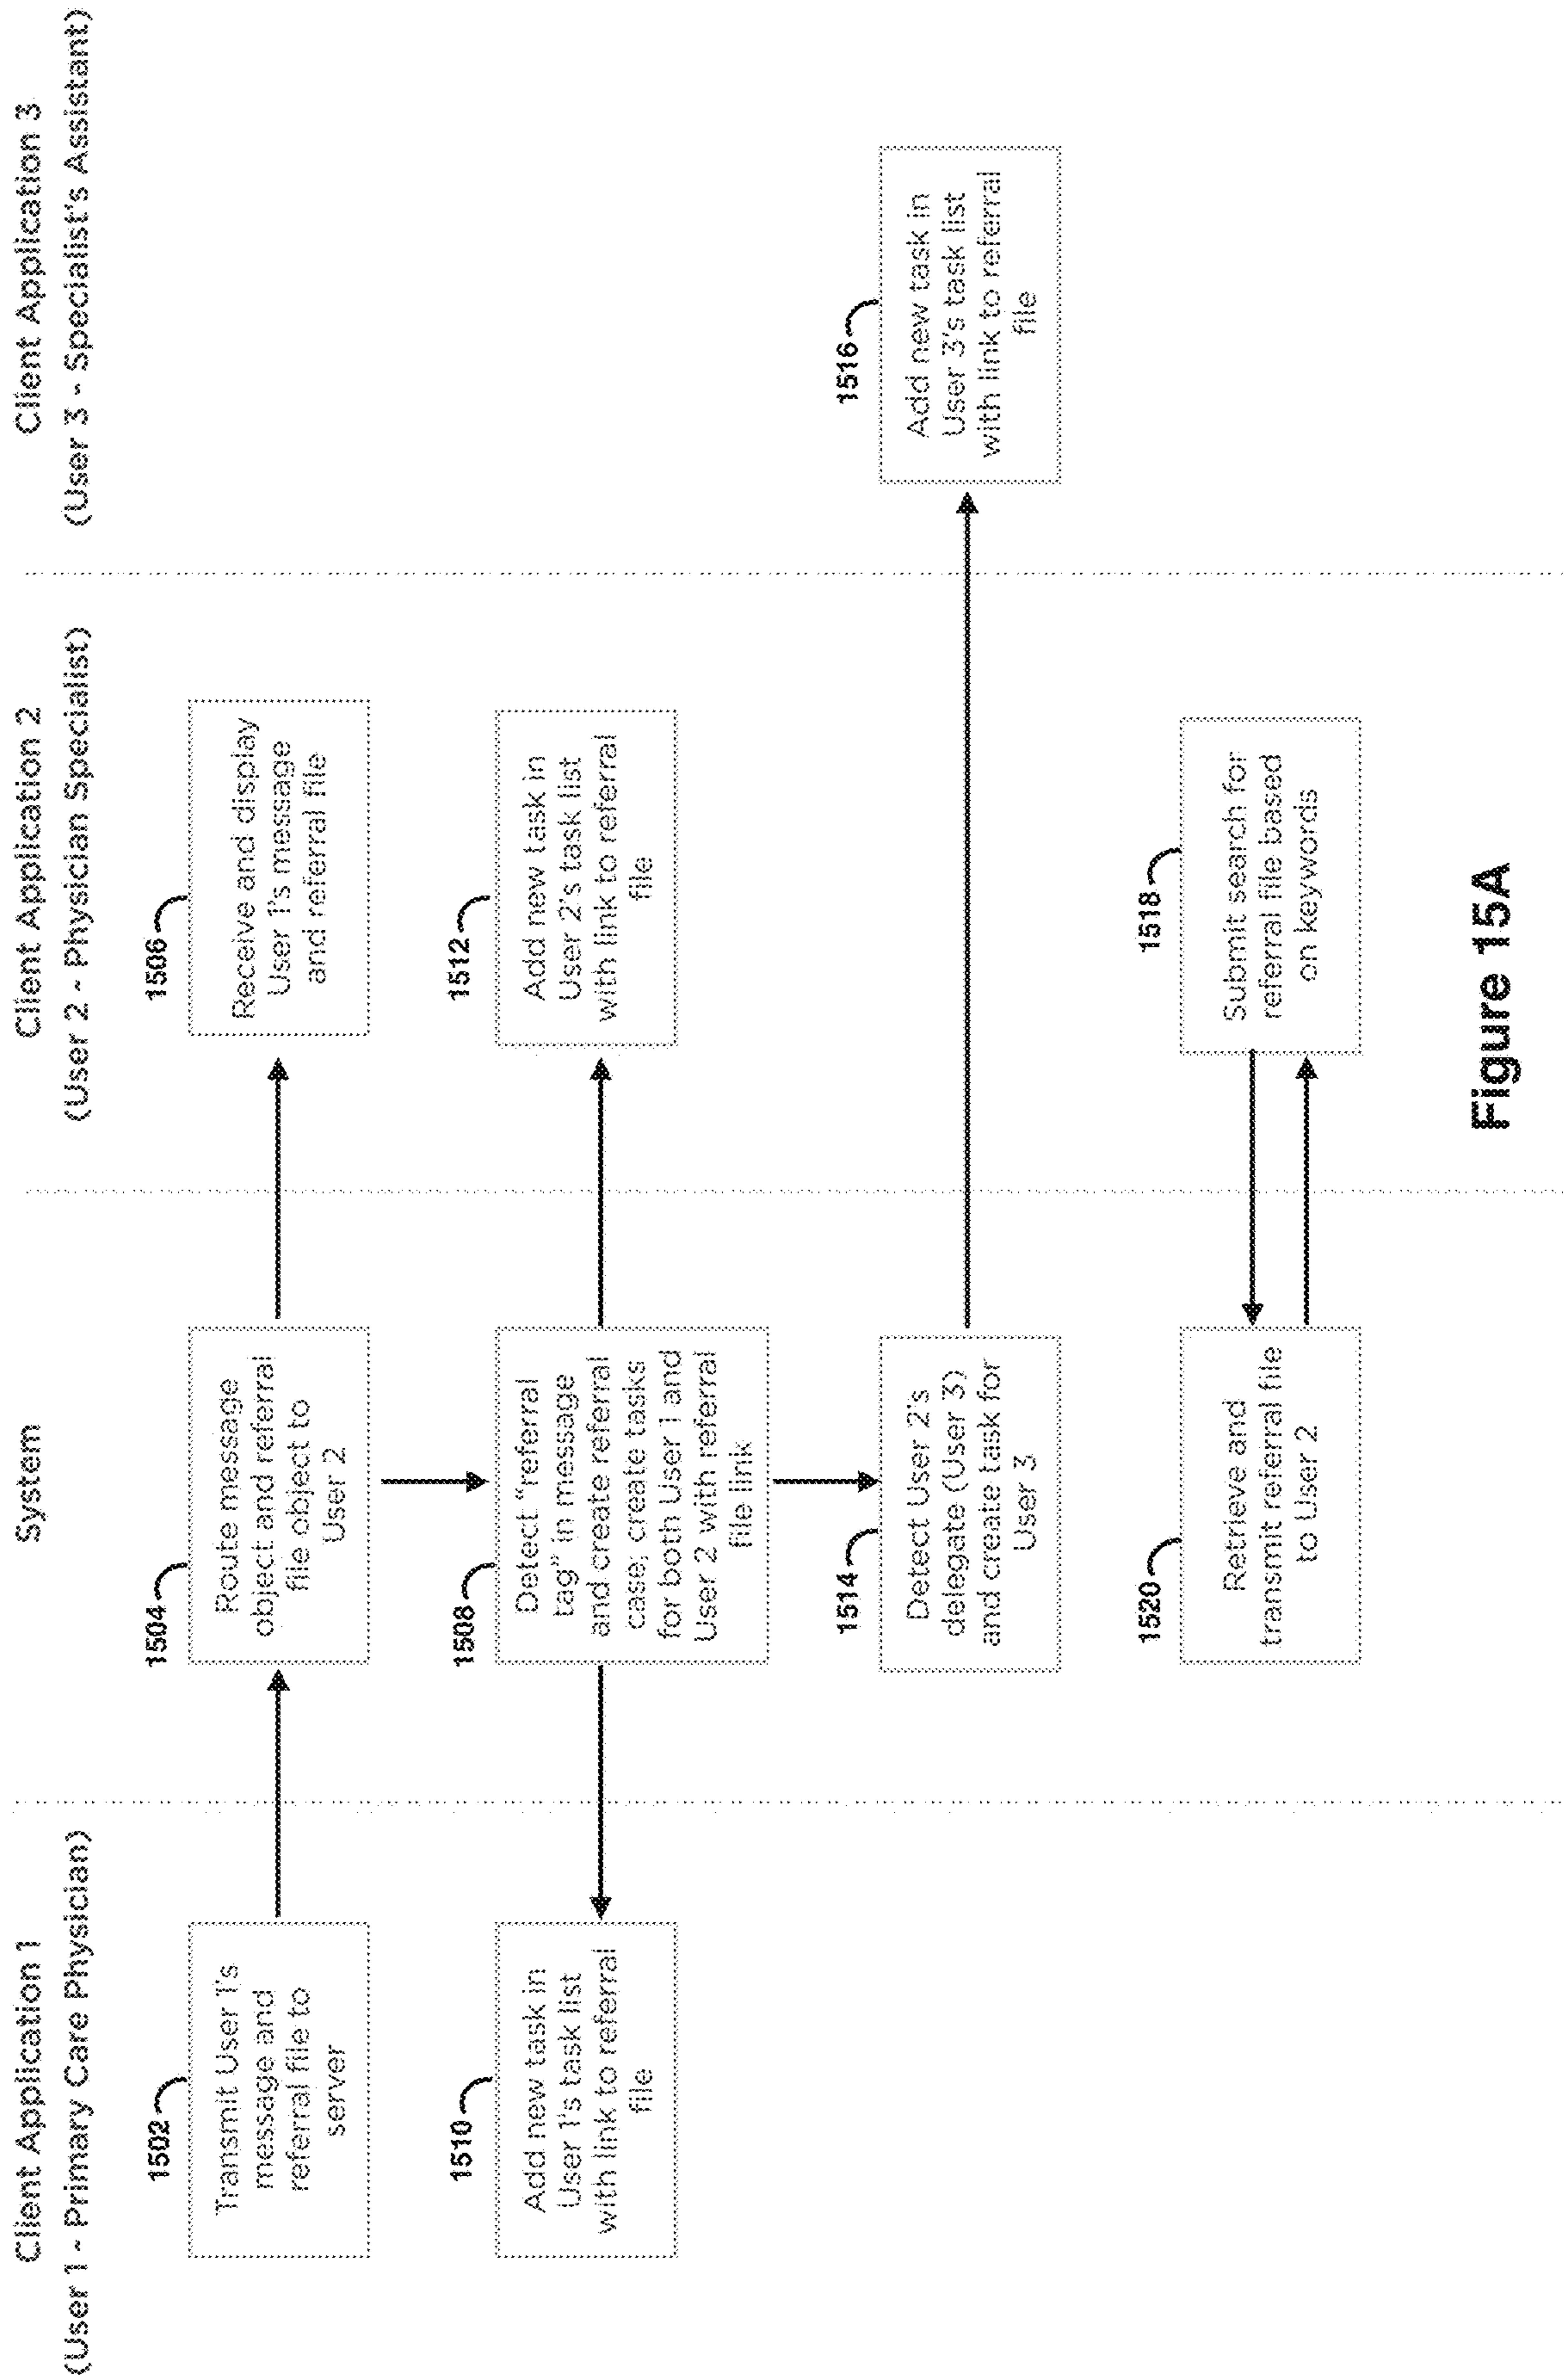 Client Application 1
(User 1 - Primary Care Physician)
System
Client Application 2
(User 2 - Physician Specialist)
Client Application 3
(User 3 - Specialist's Assistant)
1502
Transmit User 1's
message and
referral file to
server
1504
Route message
object and referral
file object to
User 2
1506
Receive and display
User 1's message
and referral file
1510
Add new task in
User 1's task list
with link to referral
file
1508
Detect "referral
tag" in message
and create referral
case; create tasks
for both User 1 and
User 2 with referral
file link
1512
Add new task in
User 2's task list
with link to referral
file
1514
Detect User 2's
delegate (User 3)
and create task for
User 3
1516
Add new task in
User 3's task list
with link to referral
file
1520
Retrieve and
transmit referral file
to User 2
1518
Submit search for
referral file based
on keywords
Figure 15A